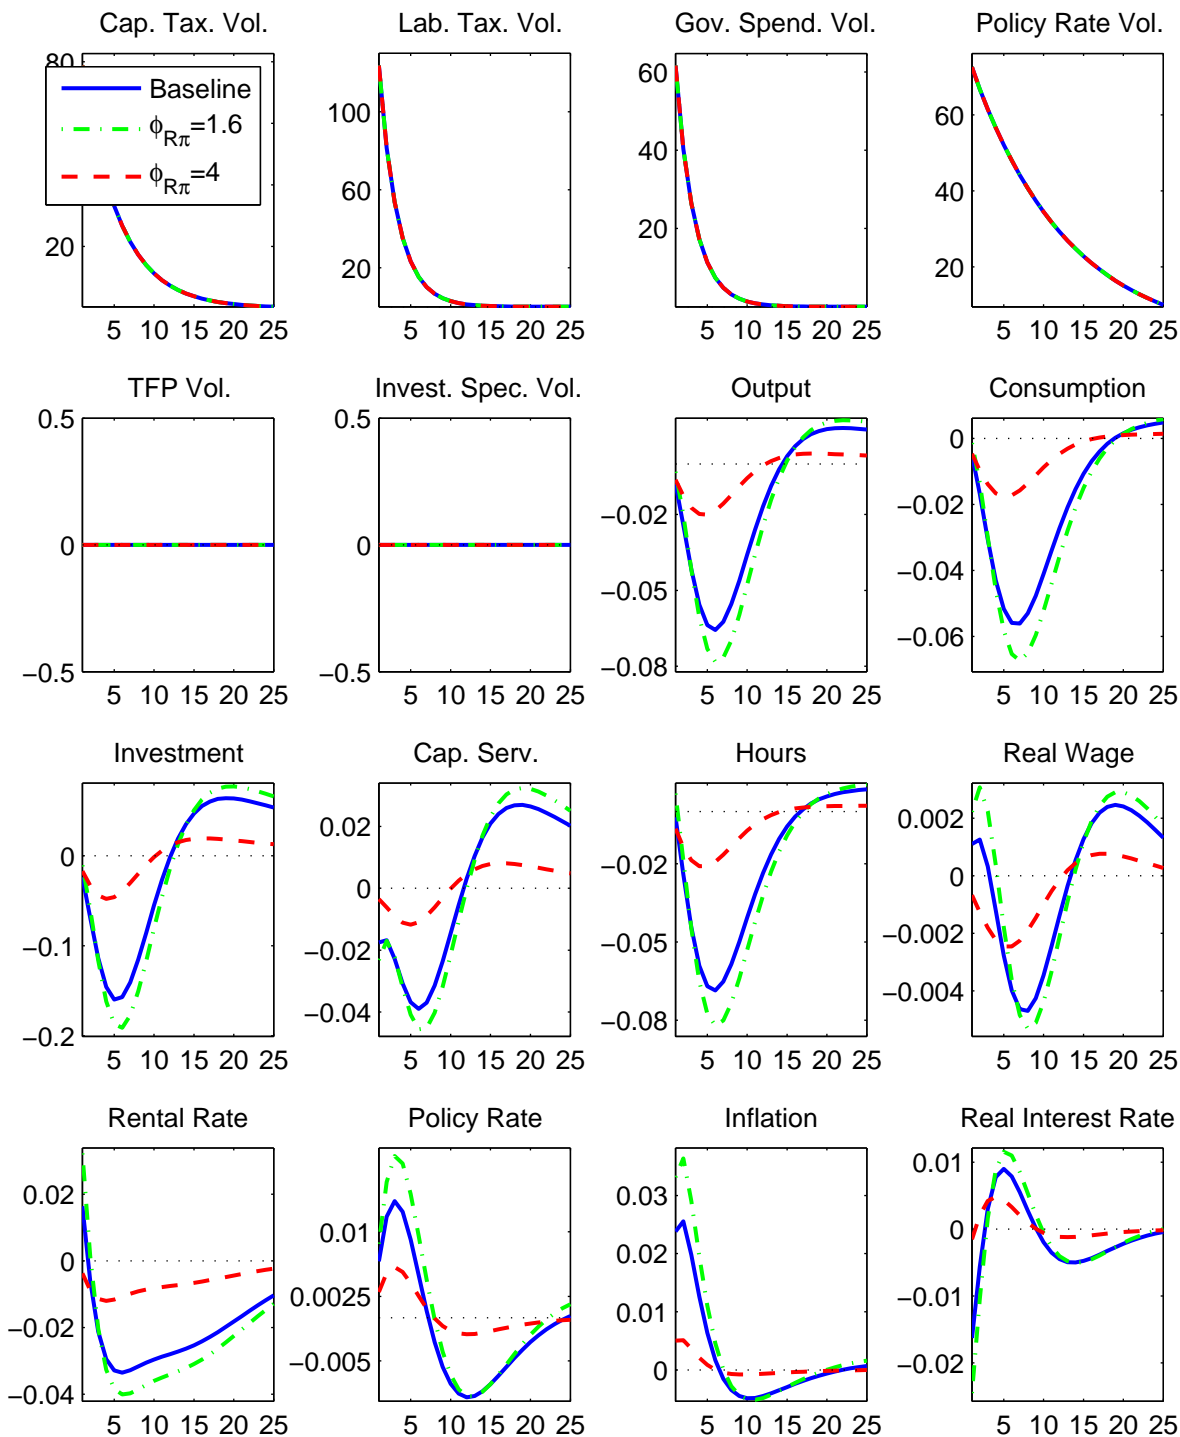 Cap. Tax. Vol.
Lab. Tax. Vol.
Gov. Spend. Vol.
Policy Rate Vol.
80
20
Baseline
ϕRπ=1.6
ϕRπ=4
5 10 15 20 25
100
60
20
5 10 15 20 25
60
40
20
5 10 15 20 25
60
40
20
5 10 15 20 25
TFP Vol.
Invest. Spec. Vol.
Output
Consumption
0.5
0
−0.5
5 10 15 20 25
0.5
0
−0.5
5 10 15 20 25
−0.02
−0.05
−0.08
5 10 15 20 25
0
−0.02
−0.04
−0.06
5 10 15 20 25
Investment
Cap. Serv.
Hours
Real Wage
0
−0.1
−0.2
5 10 15 20 25
0.02
0
−0.02
−0.04
5 10 15 20 25
−0.02
−0.05
−0.08
5 10 15 20 25
0.002
0
−0.002
−0.004
5 10 15 20 25
Rental Rate
Policy Rate
Inflation
Real Interest Rate
0.02
0
−0.02
−0.04
5 10 15 20 25
0.01
0.0025
−0.005
5 10 15 20 25
0.03
0.02
0.01
0
5 10 15 20 25
0.01
0
−0.01
−0.02
5 10 15 20 25